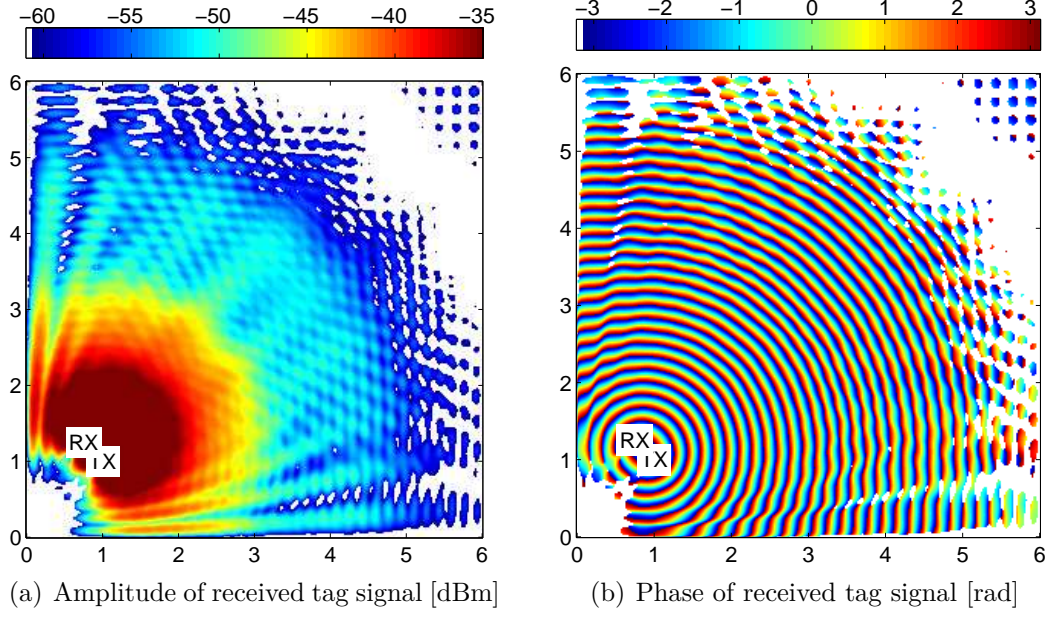 −60 −55 −50 −45 −40 −35
6
5
4
3
2
1
0
RX
TX
0 1 2 3 4 5 6
(a) Amplitude of received tag signal [dBm]
−3 −2 −1 0 1 2 3
6
5
4
3
2
1
0
RX
TX
0 1 2 3 4 5 6
(b) Phase of received tag signal [rad]